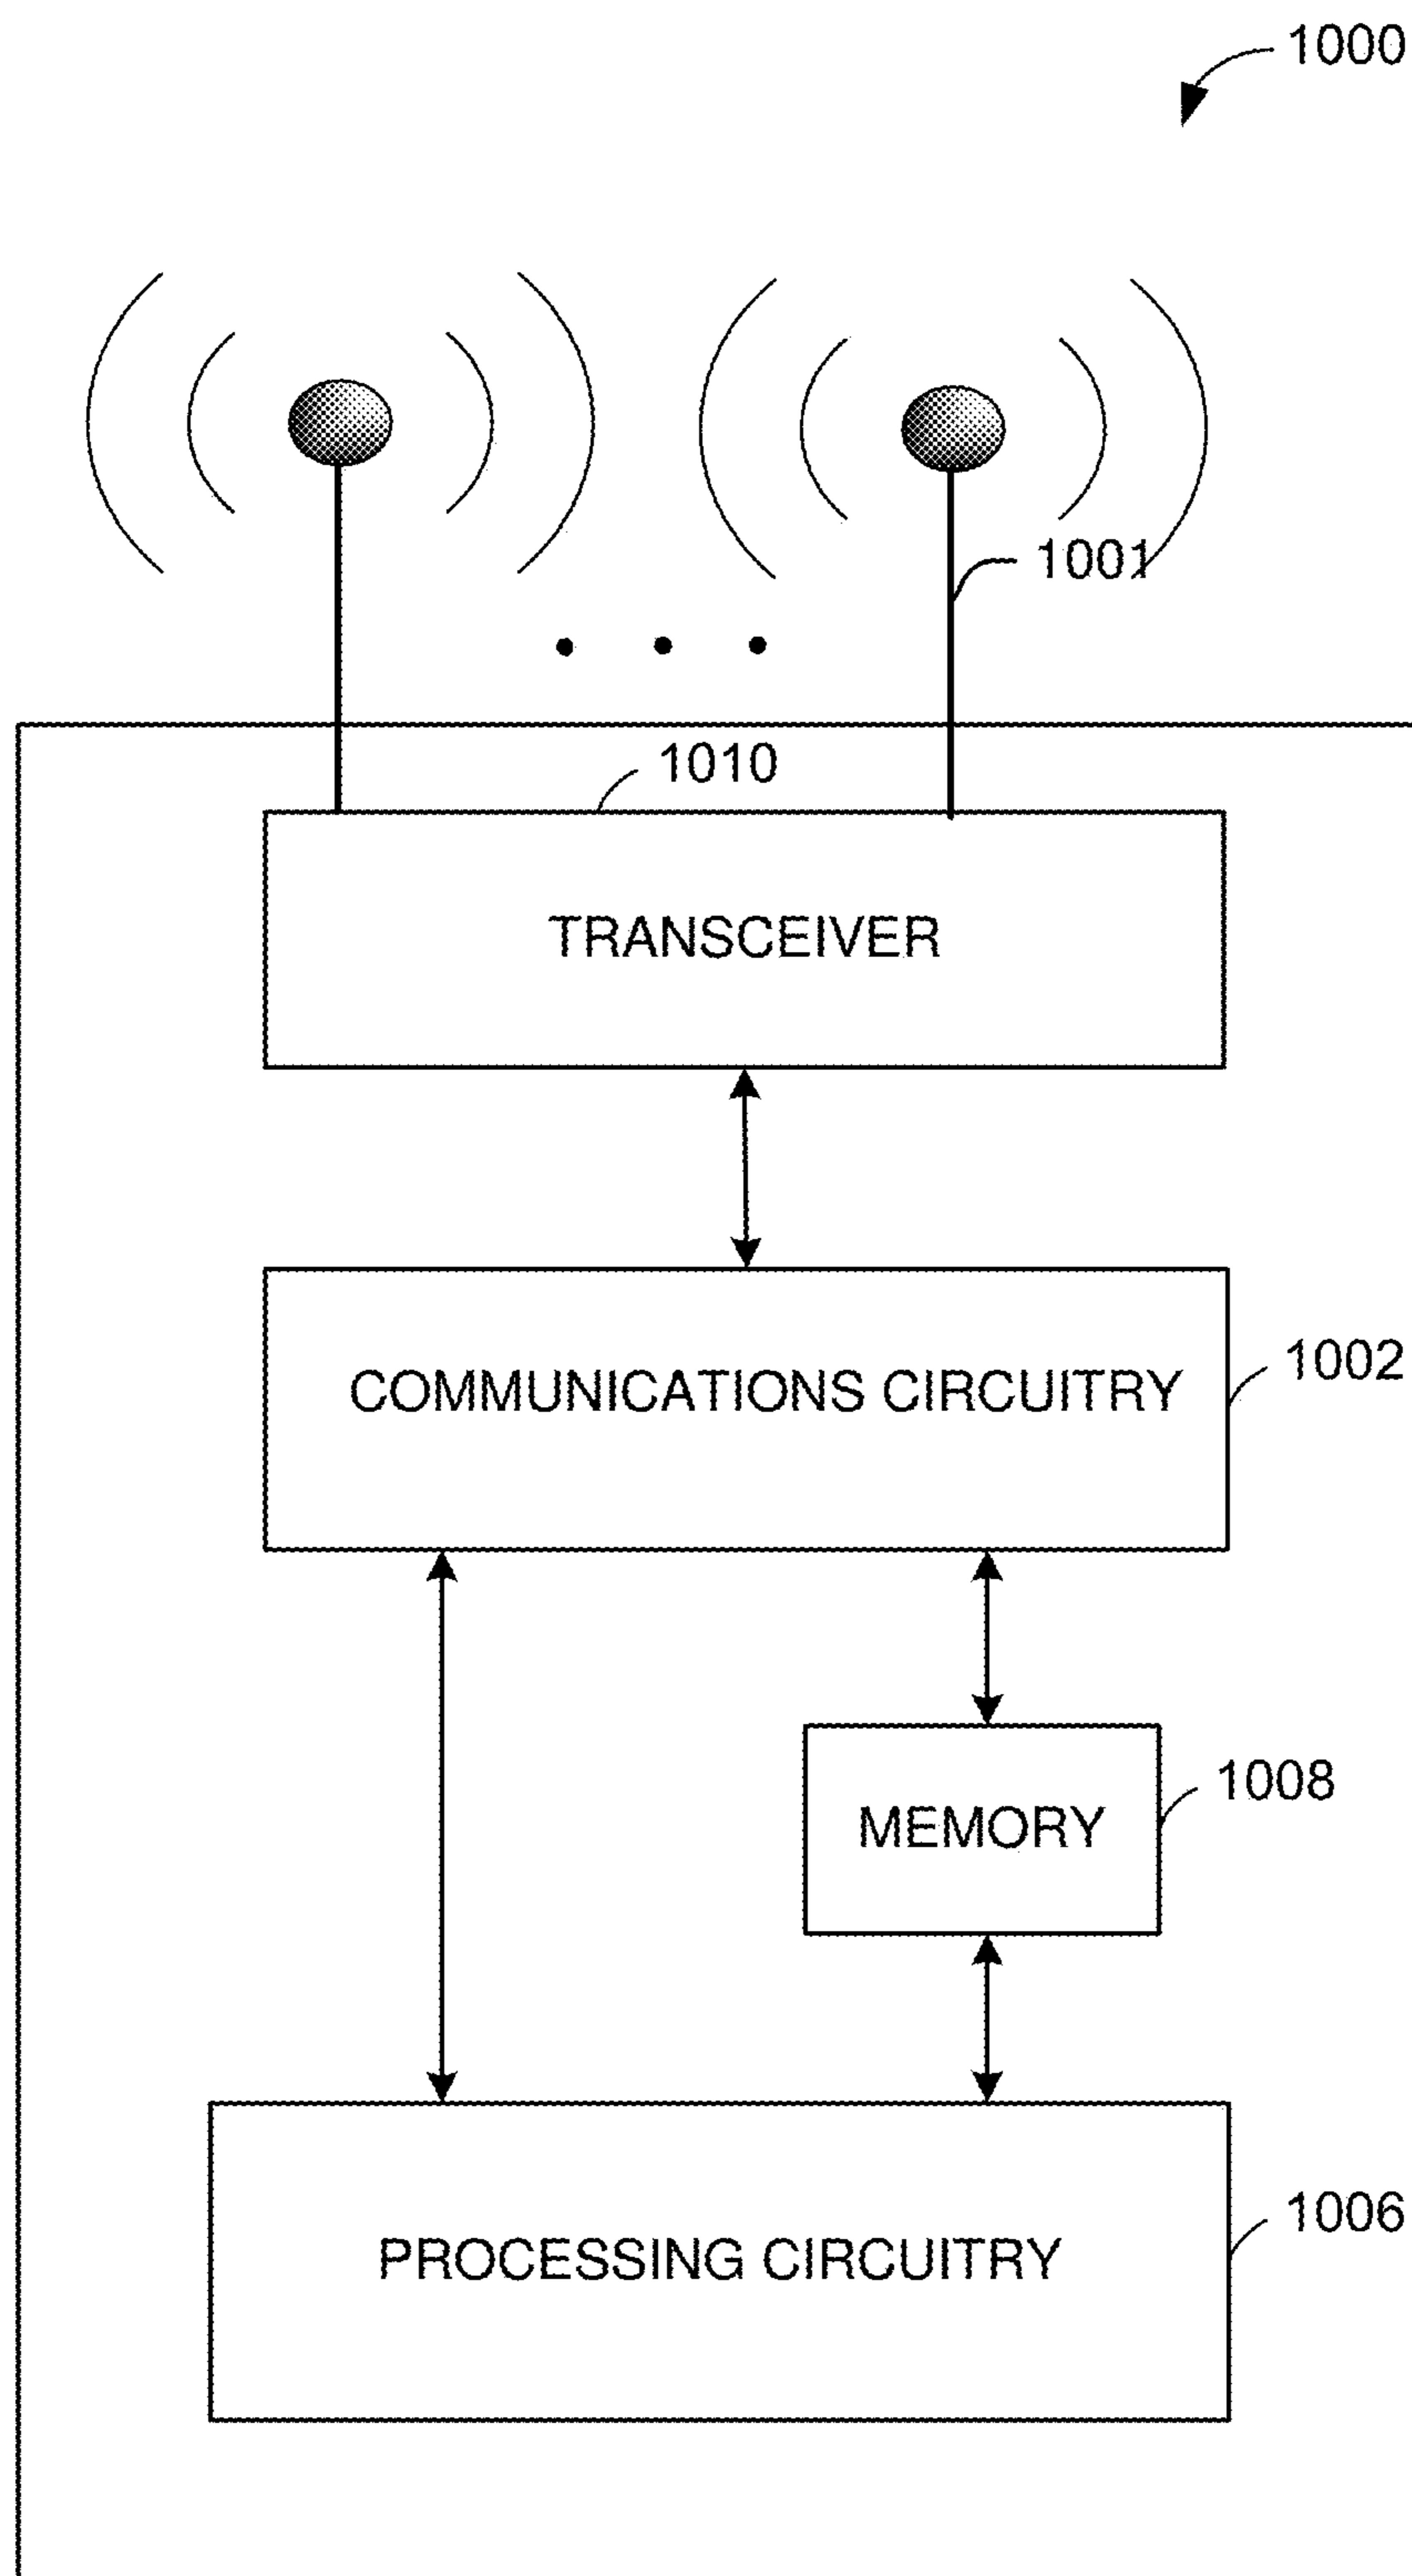 1000
1001
1010
TRANSCEIVER
COMMUNICATIONS CIRCUITRY
1002
MEMORY
1008
PROCESSING CIRCUITRY
1006